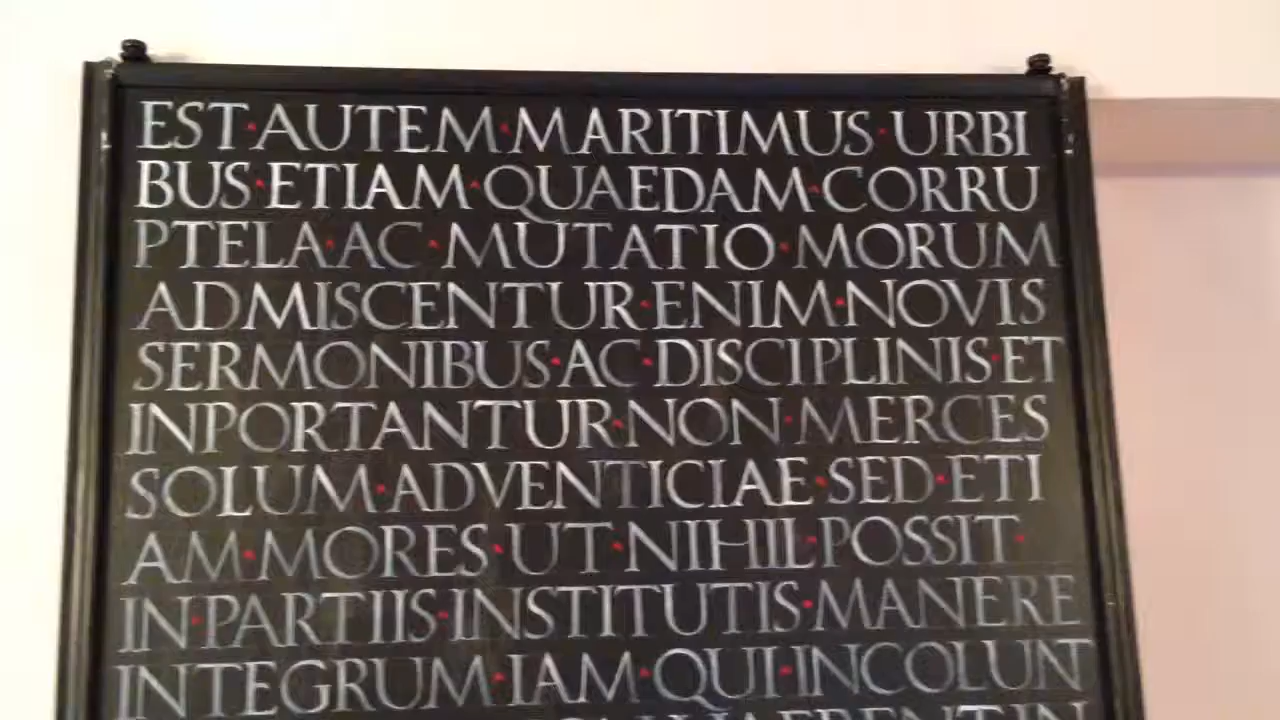 EST·AUTEM·MARITIMUS·URBI
BUS·ETIAM·QUAEDAM·CORRU
PTELA·AC·MUTATIO·MORUM
ADMISCENTUR·ENIM·NOVIS
SERMONIBUS·AC·DISCIPLINIS·ET
INPORTANTUR·NON·MERCES
SOLUM·ADVENTICIAE·SED·ETI
AM·MORES·UT·NIHIL·POSSIT·
IN·PARTIIS·INSTITUTIS·MANERE
INTEGRUM·IAM·QUI·INCOLUNT